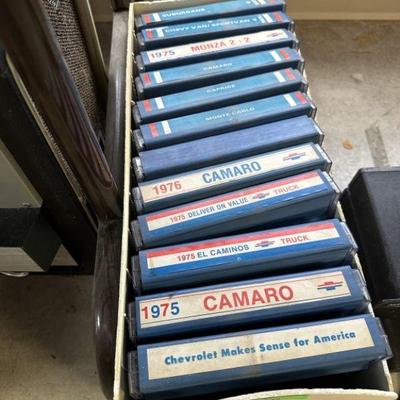 SUBURBANS
CHEVY VAN/SPORTVAN
1975 MONZA 2+2
CAMARO
CAPRICE
MONTE CARLO
1976 CAMARO
1975 DELIVER ON VALUE TRUCK
1975 EL CAMINOS TRUCK
1975 CAMARO
Chevrolet Makes Sense for America